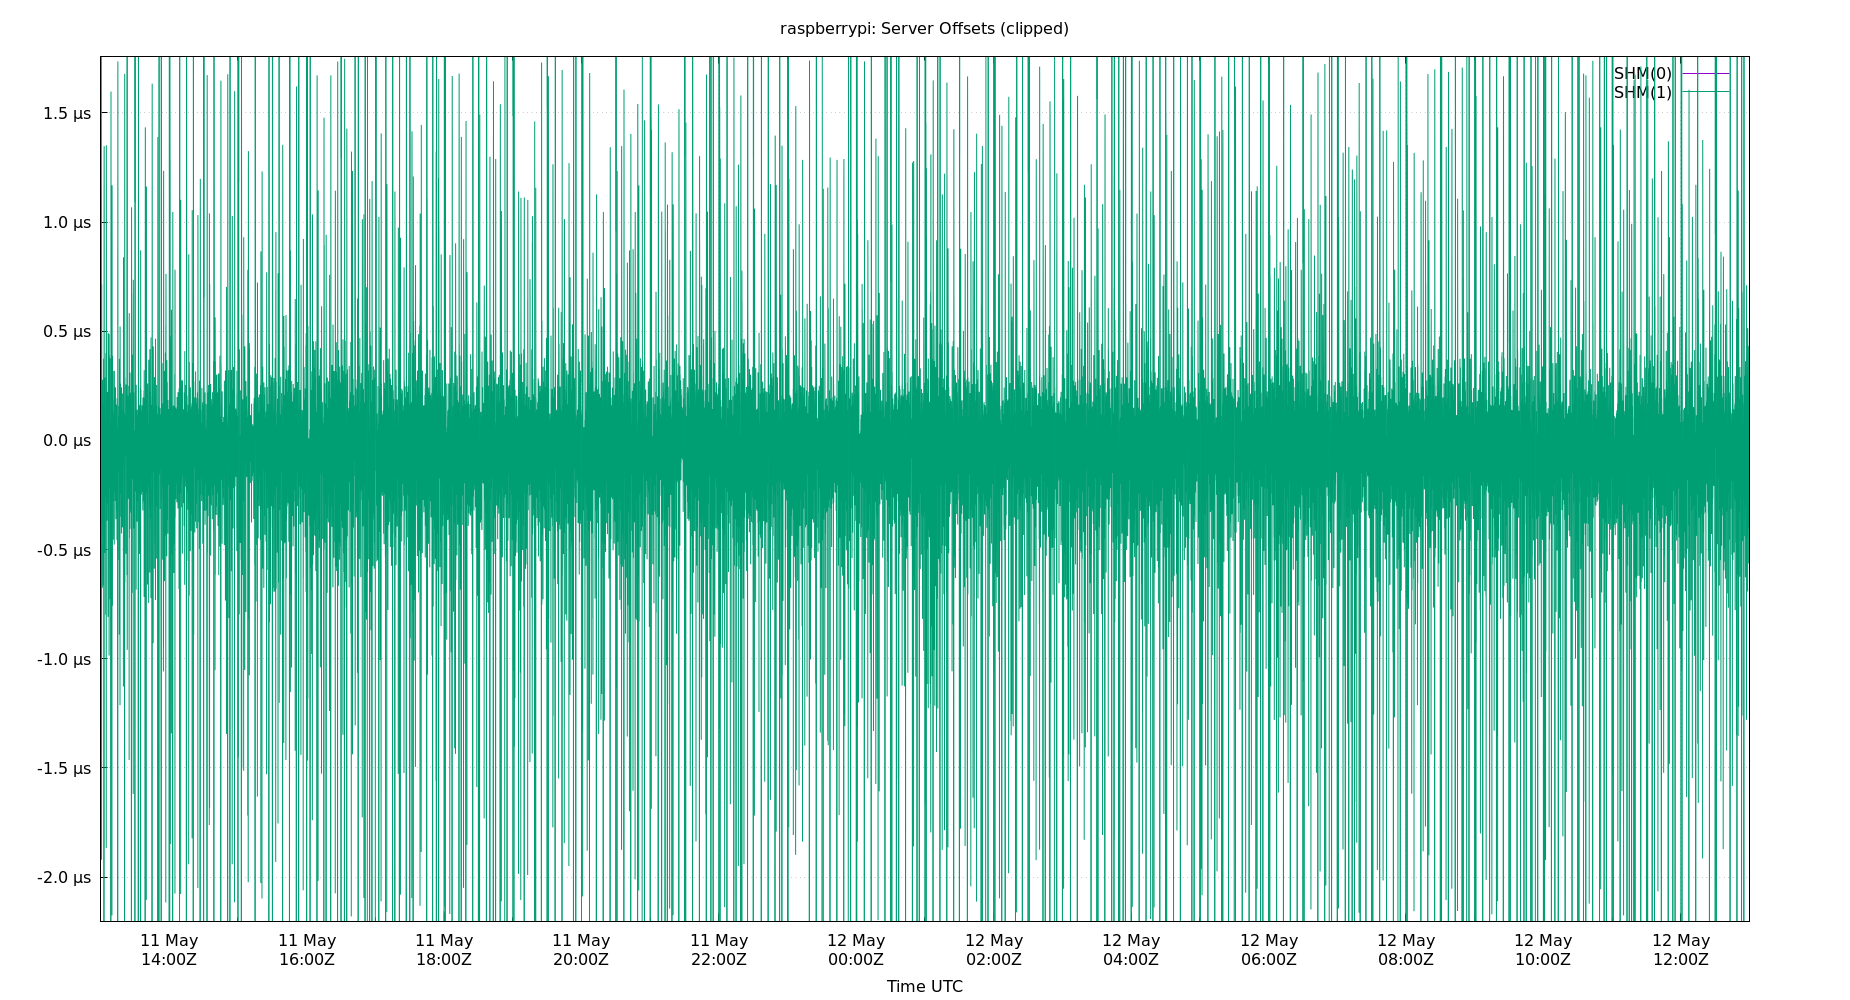 raspberrypi: Server Offsets (clipped)
SHM(0)
SHM(1)
1.5 µs
1.0 µs
0.5 µs
0.0 µs
-0.5 µs
-1.0 µs
-1.5 µs
-2.0 µs
11 May 11 May 11 May 11 May 11 May 12 May 12 May 12 May 12 May 12 May 12 May 12 May
14:00Z 16:00Z 18:00Z 20:00Z 22:00Z 00:00Z 02:00Z 04:00Z 06:00Z 08:00Z 10:00Z 12:00Z
Time UTC